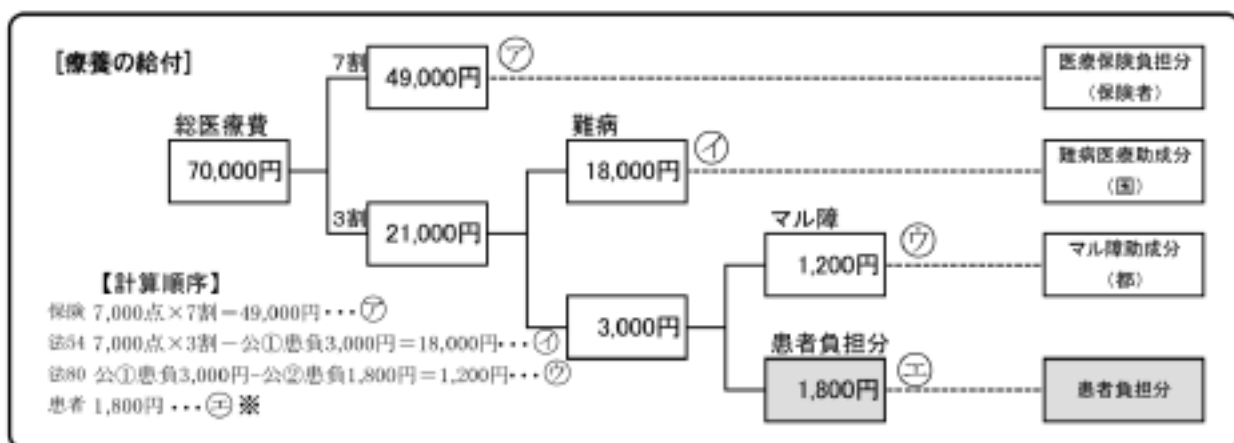 [療養の給付]
7割
49,000円
㋐
医療保険負担分
(保険者)
総医療費
70,000円
難病
18,000円
㋑
難病医療助成分
(国)
3割
21,000円
マル障
1,200円
㋒
マル障助成分
(都)
3,000円
患者負担分
1,800円
㋓
患者負担分
【計算順序】
保険 7,000点×7割=49,000円・・・㋐
法54 7,000点×3割-公①患負3,000円=18,000円・・・㋑
法80 公①患負3,000円-公②患負1,800円=1,200円・・・㋒
患者 1,800円・・・㋓ ※